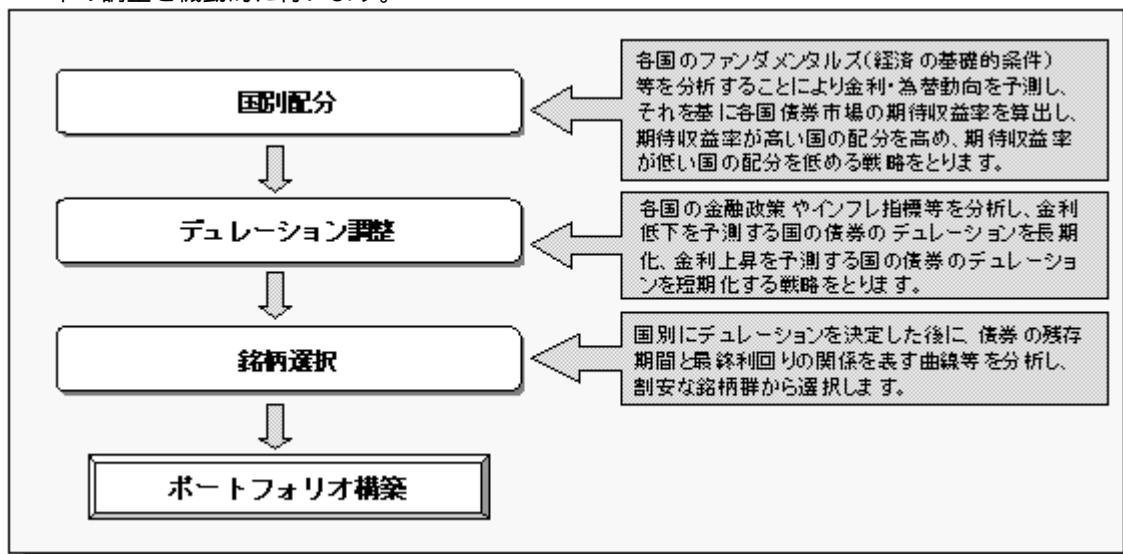 国別配分
各国のファンダメンタルズ(経済の基礎的条件)
等を分析することにより金利・為替動向を予測し、
それを基に各国債券市場の期待収益率を算出し、
期待収益率が高い国の配分を高め、期待収益率
が低い国の配分を低める戦略をとります。
デュレーション調整
各国の金融政策やインフレ指標等を分析し、金利
低下を予測する国の債券のデュレーションを長期
化、金利上昇を予測する国の債券のデュレーショ
ンを短期化する戦略をとります。
銘柄選択
国別にデュレーションを決定した後に、債券の残存
期間と最終利回りの関係を表す曲線等を分析し、
割安な銘柄群から選択します。
ポートフォリオ構築